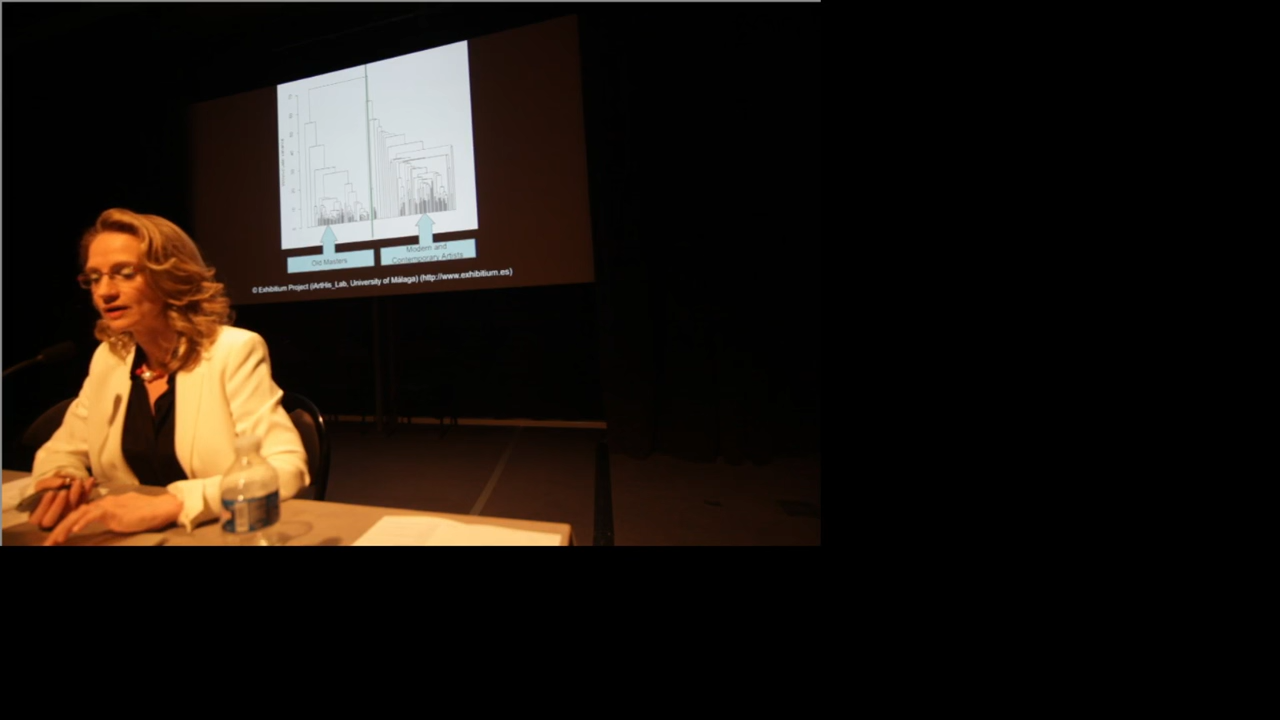 Old Masters
Modern and
Contemporary Artists
© Exhibitium Project (iArtHis_Lab, University of Málaga) (http://www.exhibitium.es)